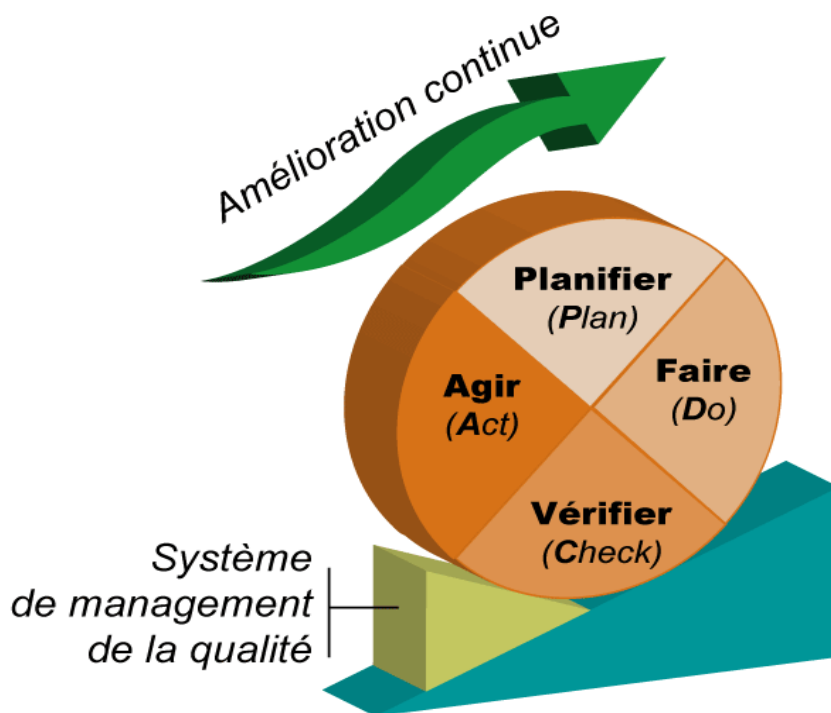 Amélioration continue
Planifier
(Plan)
Faire
(Do)
Agir
(Act)
Vérifier
(Check)
Système
de management
de la qualité